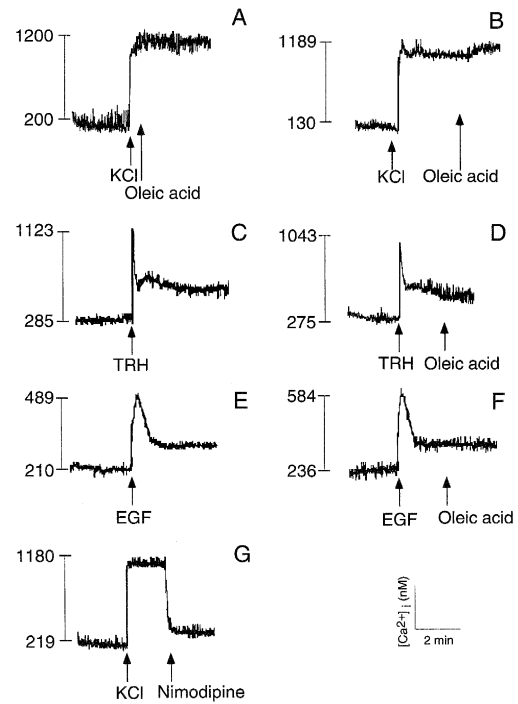 A
1200
200
KCl
Oleic acid
B
1189
130
KCl
Oleic acid
C
1123
285
TRH
D
1043
275
TRH
Oleic acid
E
489
210
EGF
F
584
236
EGF
Oleic acid
G
1180
219
KCl
Nimodipine
[Ca2+] i (nM)
2 min